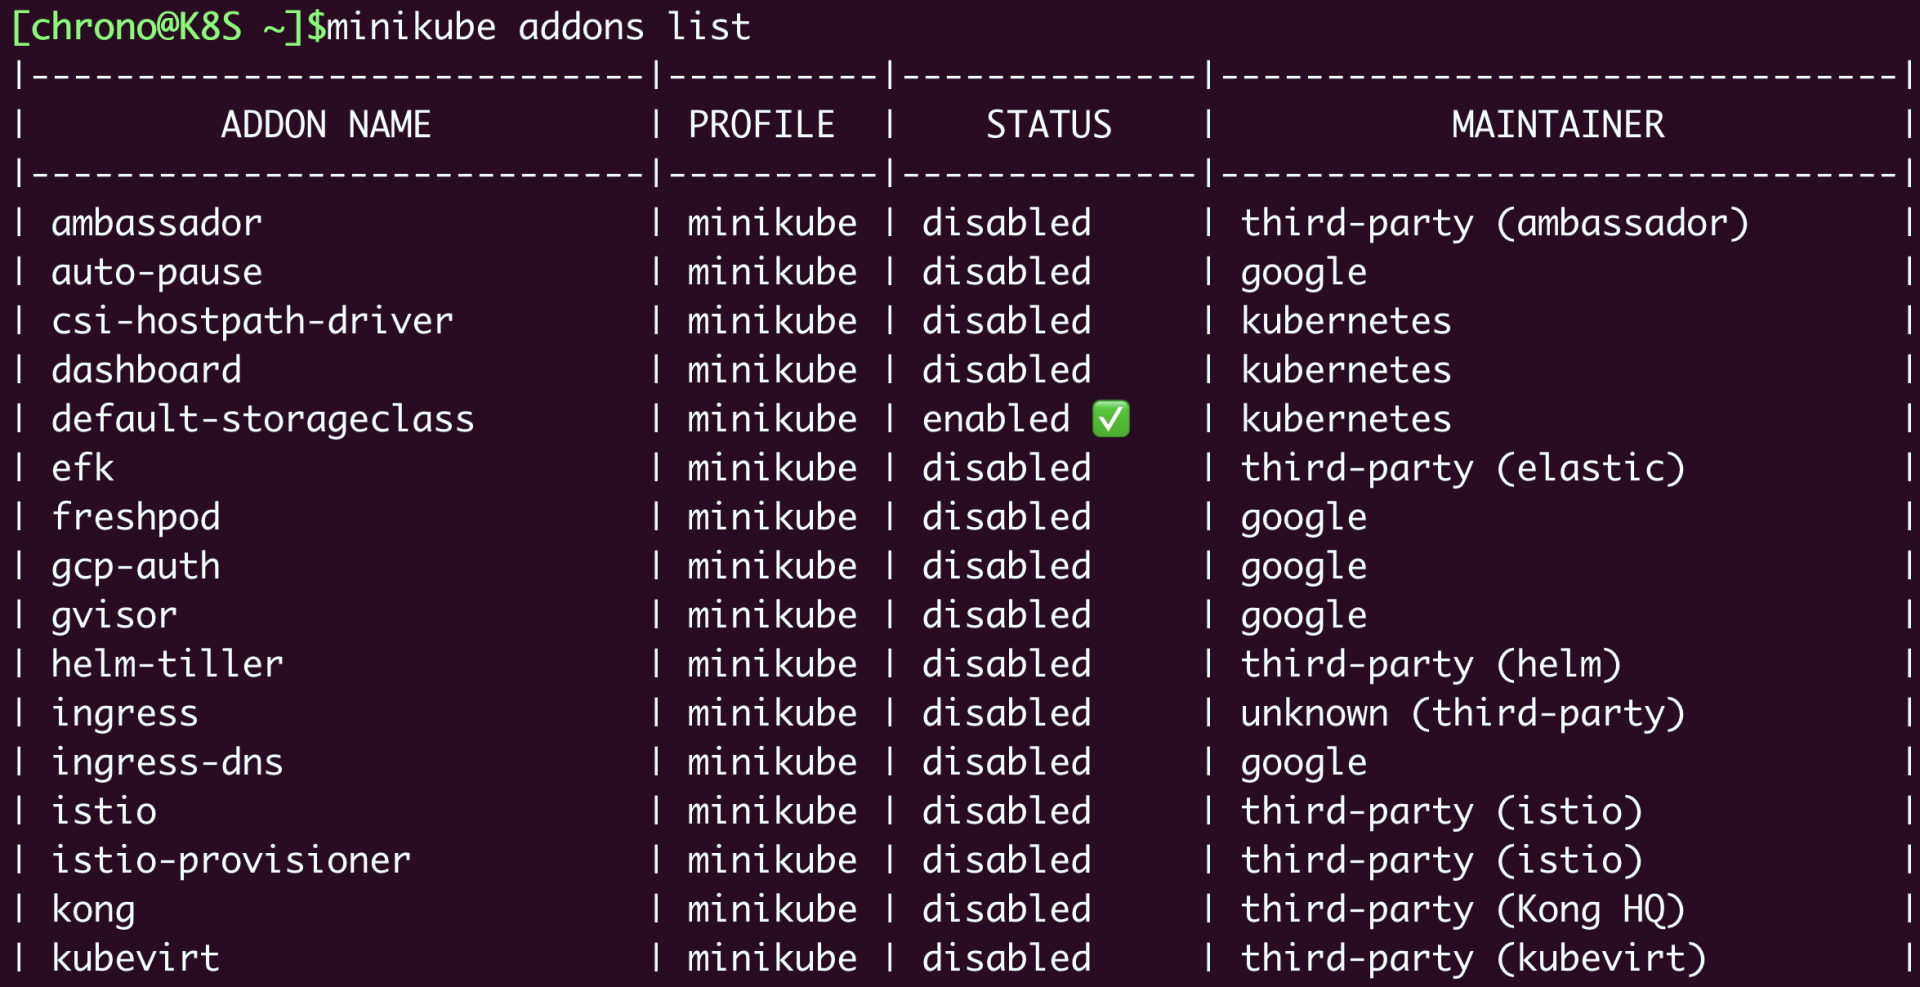 [chrono@K8S ~]$minikube addons list
|-----------------------------|----------|--------------|--------------------------------|
|         ADDON NAME          | PROFILE  |    STATUS    |           MAINTAINER           |
|-----------------------------|----------|--------------|--------------------------------|
| ambassador                  | minikube | disabled     | third-party (ambassador)       |
| auto-pause                  | minikube | disabled     | google                         |
| csi-hostpath-driver         | minikube | disabled     | kubernetes                     |
| dashboard                   | minikube | disabled     | kubernetes                     |
| default-storageclass        | minikube | enabled ✅   | kubernetes                     |
| efk                         | minikube | disabled     | third-party (elastic)          |
| freshpod                    | minikube | disabled     | google                         |
| gcp-auth                    | minikube | disabled     | google                         |
| gvisor                      | minikube | disabled     | google                         |
| helm-tiller                 | minikube | disabled     | third-party (helm)             |
| ingress                     | minikube | disabled     | unknown (third-party)          |
| ingress-dns                 | minikube | disabled     | google                         |
| istio                       | minikube | disabled     | third-party (istio)            |
| istio-provisioner           | minikube | disabled     | third-party (istio)            |
| kong                        | minikube | disabled     | third-party (Kong HQ)          |
| kubevirt                    | minikube | disabled     | third-party (kubevirt)         |